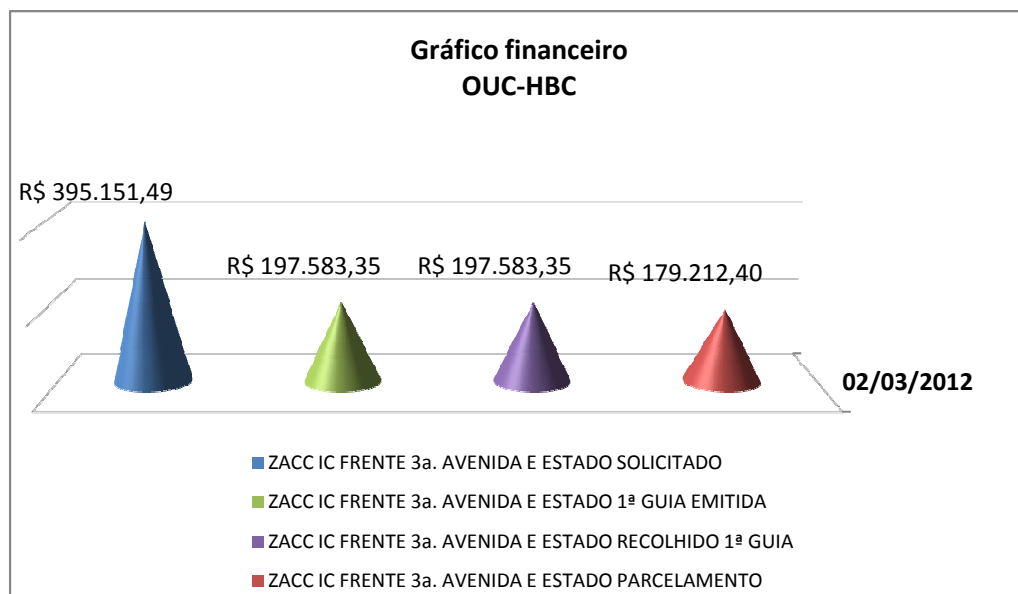 Gráfico financeiro
OUC-HBC
R$ 395.151,49
R$ 197.583,35
R$ 197.583,35
R$ 179.212,40
02/03/2012
ZACC IC FRENTE 3a. AVENIDA E ESTADO SOLICITADO
ZACC IC FRENTE 3a. AVENIDA E ESTADO 1ª GUIA EMITIDA
ZACC IC FRENTE 3a. AVENIDA E ESTADO RECOLHIDO 1ª GUIA
ZACC IC FRENTE 3a. AVENIDA E ESTADO PARCELAMENTO